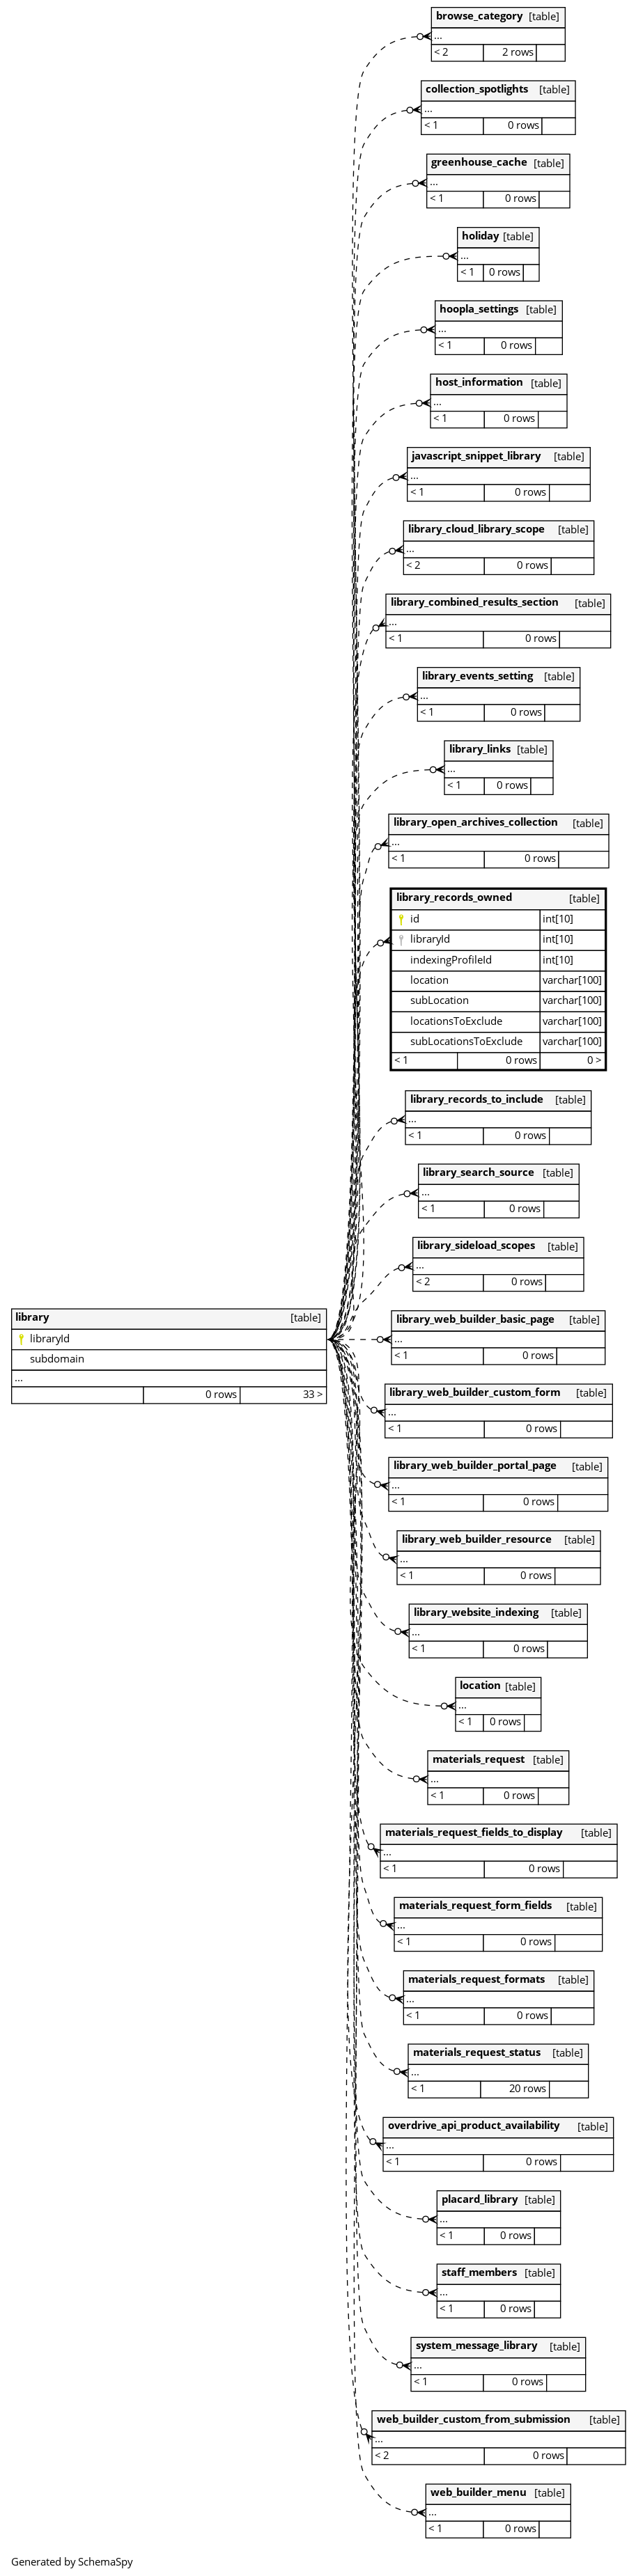 browse_category [table]
...
< 2 2 rows
collection_spotlights [table]
...
< 1 0 rows
greenhouse_cache [table]
...
< 1 0 rows
holiday [table]
...
< 1 0 rows
hoopla_settings [table]
...
< 1 0 rows
host_information [table]
...
< 1 0 rows
javascript_snippet_library [table]
...
< 1 0 rows
library_cloud_library_scope [table]
...
< 2 0 rows
library_combined_results_section [table]
...
< 1 0 rows
library_events_setting [table]
...
< 1 0 rows
library_links [table]
...
< 1 0 rows
library_open_archives_collection [table]
...
< 1 0 rows
library_records_owned [table]
id int[10]
libraryId int[10]
indexingProfileId int[10]
location varchar[100]
subLocation varchar[100]
locationsToExclude varchar[100]
subLocationsToExclude varchar[100]
< 1 0 rows 0 >
library_records_to_include [table]
...
< 1 0 rows
library_search_source [table]
...
< 1 0 rows
library_sideload_scopes [table]
...
< 2 0 rows
library [table]
libraryId
subdomain
...
0 rows 33 >
library_web_builder_basic_page [table]
...
< 1 0 rows
library_web_builder_custom_form [table]
...
< 1 0 rows
library_web_builder_portal_page [table]
...
< 1 0 rows
library_web_builder_resource [table]
...
< 1 0 rows
library_website_indexing [table]
...
< 1 0 rows
location [table]
...
< 1 0 rows
materials_request [table]
...
< 1 0 rows
materials_request_fields_to_display [table]
...
< 1 0 rows
materials_request_form_fields [table]
...
< 1 0 rows
materials_request_formats [table]
...
< 1 0 rows
materials_request_status [table]
...
< 1 20 rows
overdrive_api_product_availability [table]
...
< 1 0 rows
placard_library [table]
...
< 1 0 rows
staff_members [table]
...
< 1 0 rows
system_message_library [table]
...
< 1 0 rows
web_builder_custom_from_submission [table]
...
< 2 0 rows
web_builder_menu [table]
...
< 1 0 rows
Generated by SchemaSpy